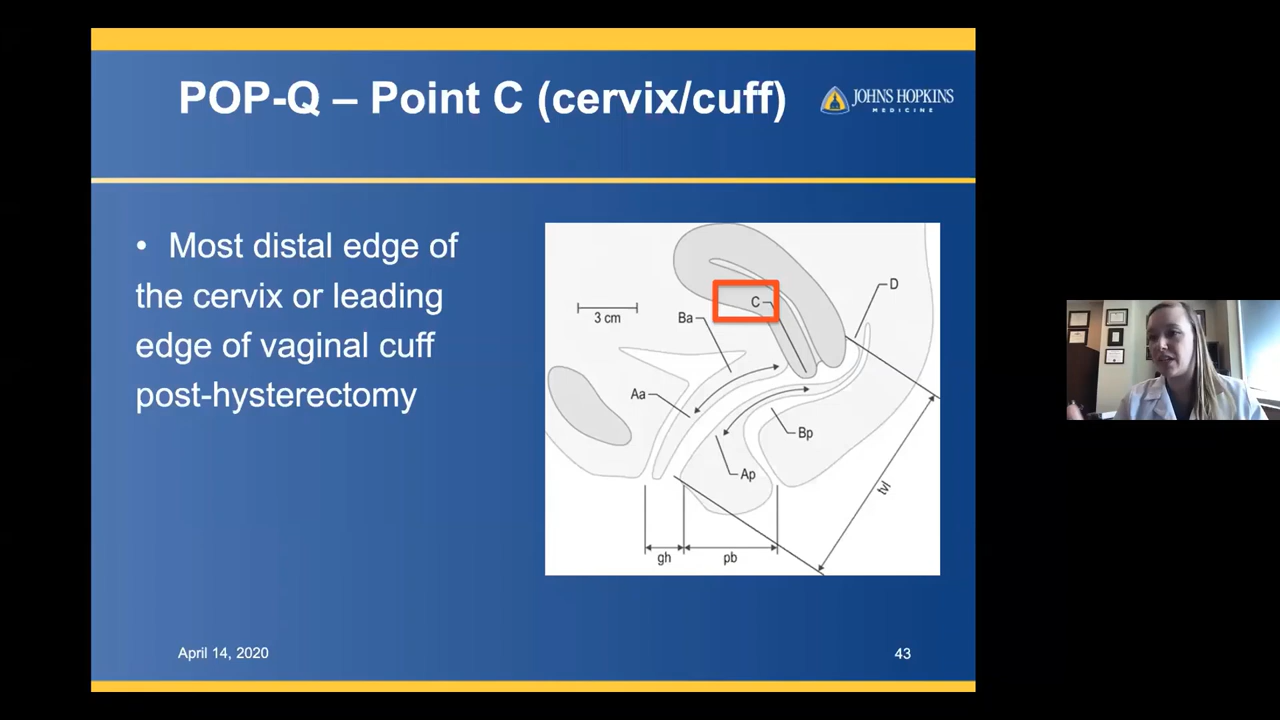 POP-Q – Point C (cervix/cuff)
JOHNS HOPKINS
MEDICINE
• Most distal edge of
the cervix or leading
edge of vaginal cuff
post-hysterectomy
D
C
3 cm
Ba
Aa
Bp
Ap
tvl
gh
pb
April 14, 2020
43